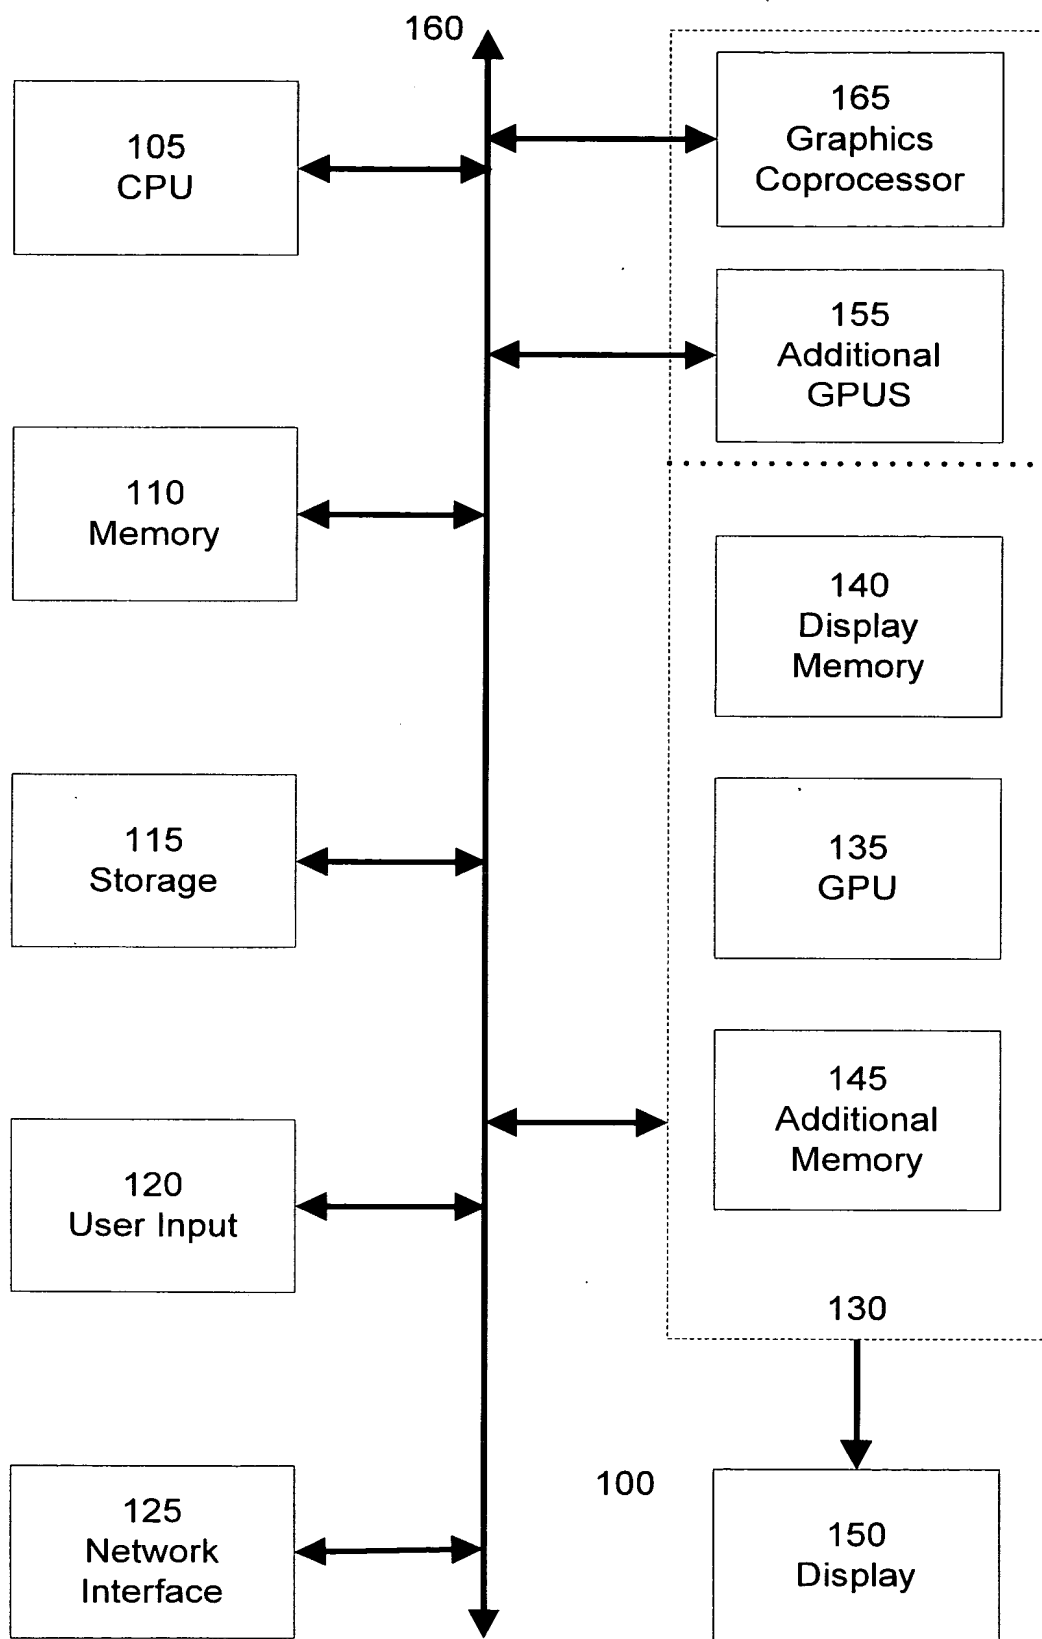 160
105
CPU
110
Memory
115
Storage
120
User Input
125
Network
Interface
165
Graphics
Coprocessor
155
Additional
GPUS
140
Display
Memory
135
GPU
145
Additional
Memory
130
100
150
Display